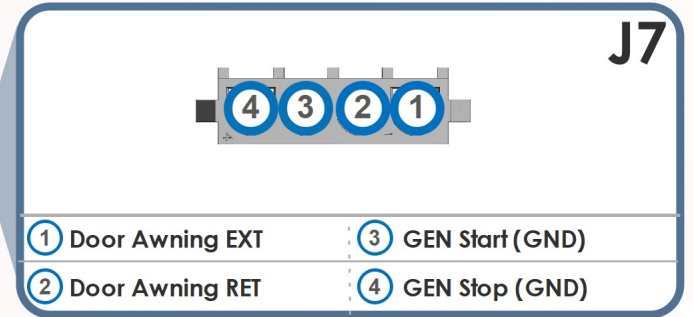 J7
4 3 2 1
1 Door Awning EXT
3 GEN Start (GND)
2 Door Awning RET
4 GEN Stop (GND)